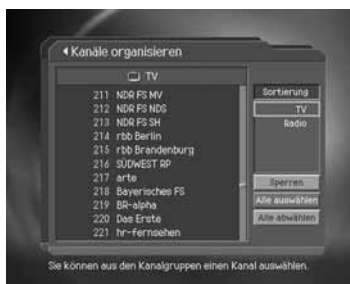 Kanäle organisieren
TV
211 NDR FS MV
212 NDR FS NDS
213 NDR FS SH
214 rbb Berlin
215 rbb Brandenburg
216 SÜDWEST RP
217 arte
218 Bayerisches FS
219 BR-alpha
220 Das Erste
221 hr-fernsehen
Sortierung
TV
Radio
Sperren
Alle auswählen
Alle abwählen
Sie können aus den Kanalgruppen einen Kanal auswählen.